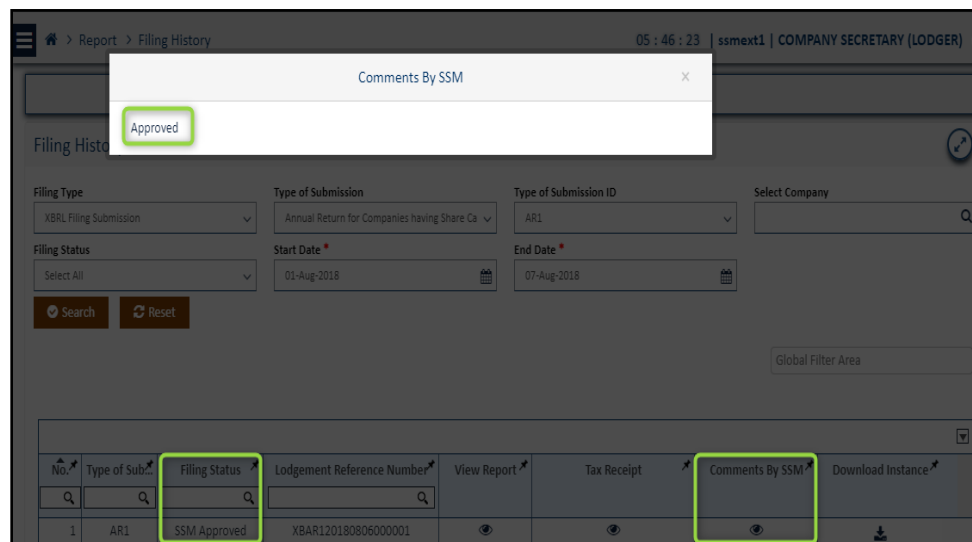 > Report > Filing History
05 : 46 : 23 | ssmext1 | COMPANY SECRETARY (LODGER)
Comments By SSM ×
Approved
Filing Histo
Filing Type Type of Submission Type of Submission ID Select Company
XBRL Filing Submission Annual Return for Companies having Share Ca AR1
Filing Status Start Date * End Date *
Select All 01-Aug-2018 07-Aug-2018
Search Reset
Global Filter Area
No. Type of Sub... Filing Status Lodgement Reference Number View Report Tax Receipt Comments By SSM Download Instance
1 AR1 SSM Approved XBAR120180806000001